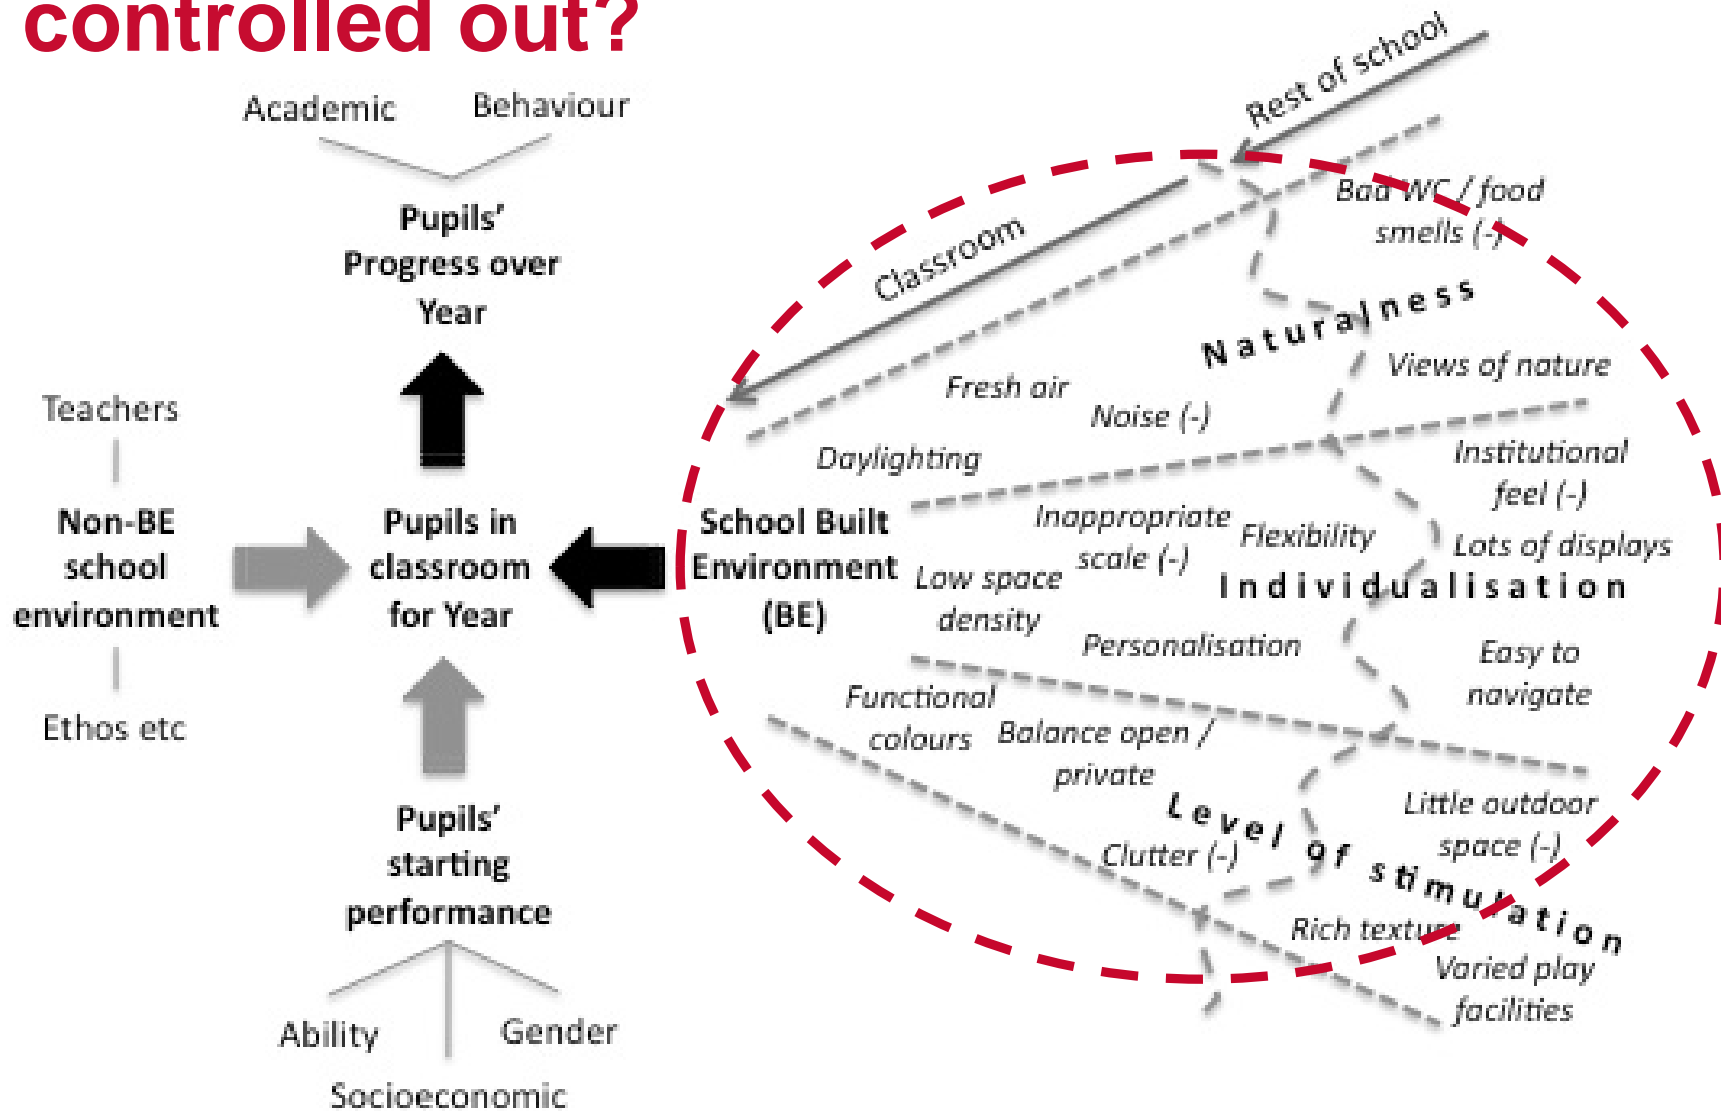 controlled out?
Academic
Behaviour
Pupils'
Progress over
Year
Teachers
Non-BE
school
environment
Ethos etc
Pupils in
classroom
for Year
Pupils'
starting
performance
Ability
Gender
Socioeconomic
School Built
Environment
(BE)
Rest of school
Classroom
Bad WC / food
smells (-)
Naturalness
Views of nature
Fresh air
Noise (-)
Daylighting
Institutional
feel (-)
Inappropriate
scale (-)
Flexibility
Lots of displays
Individualisation
Low space
density
Personalisation
Easy to
navigate
Functional
colours
Balance open /
private
Level of stimulation
Little outdoor
space (-)
Clutter (-)
Rich texture
Varied play
facilities